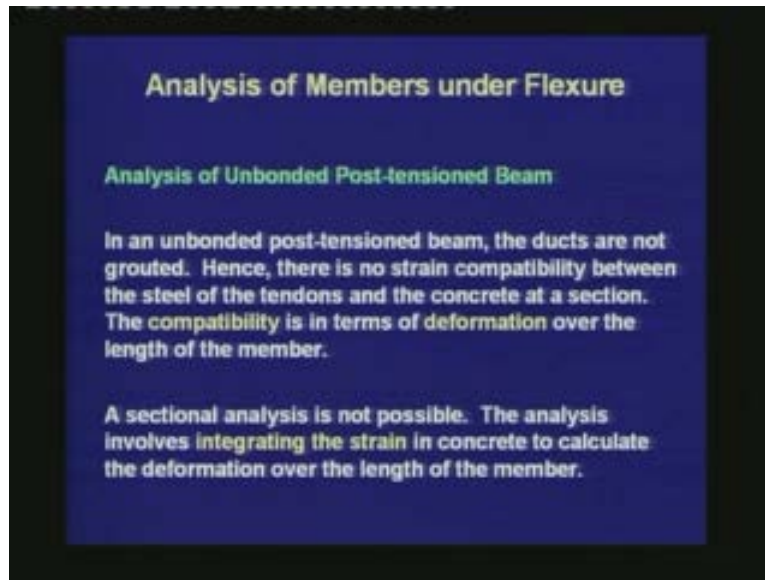 Analysis of Members under Flexure
Analysis of Unbonded Post-tensioned Beam
In an unbonded post-tensioned beam, the ducts are not
grouted. Hence, there is no strain compatibility between
the steel of the tendons and the concrete at a section.
The compatibility is in terms of deformation over the
length of the member.
A sectional analysis is not possible. The analysis
involves integrating the strain in concrete to calculate
the deformation over the length of the member.